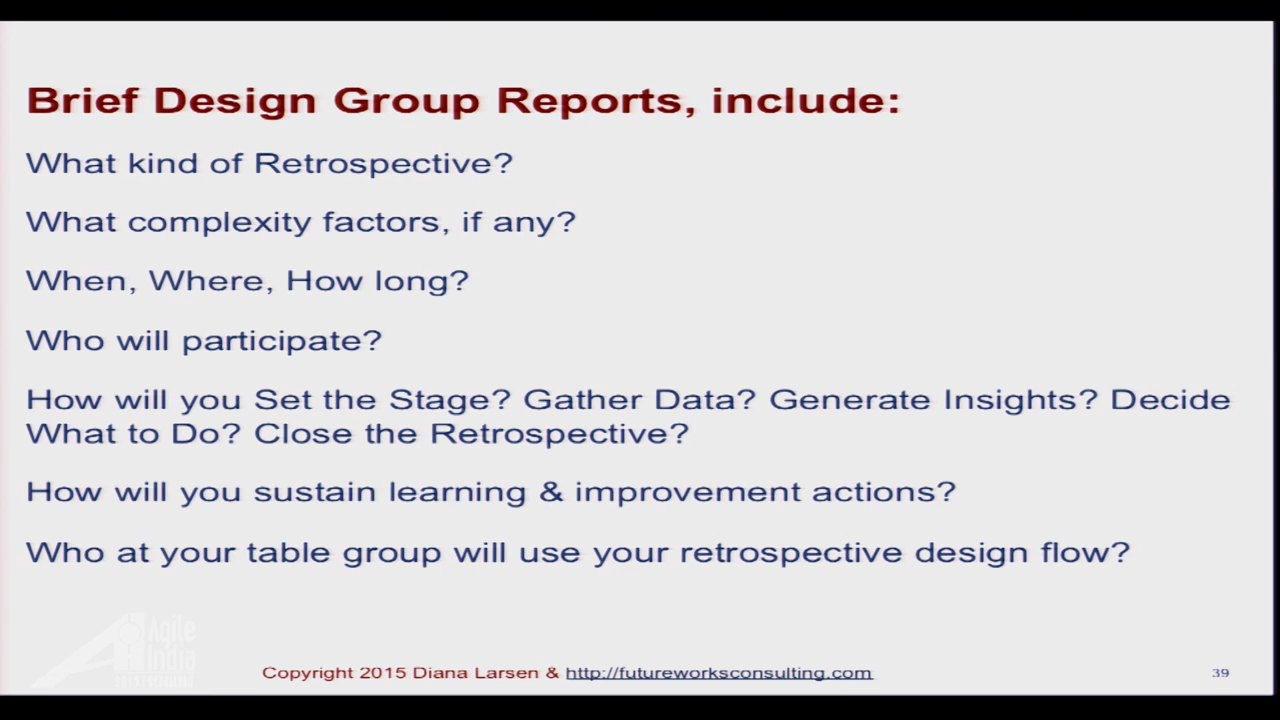 Brief Design Group Reports, include:
What kind of Retrospective?
What complexity factors, if any?
When, Where, How long?
Who will participate?
How will you Set the Stage? Gather Data? Generate Insights? Decide
What to Do? Close the Retrospective?
How will you sustain learning & improvement actions?
Who at your table group will use your retrospective design flow?
Agile
India
Copyright 2015 Diana Larsen & http://futureworksconsulting.com
39